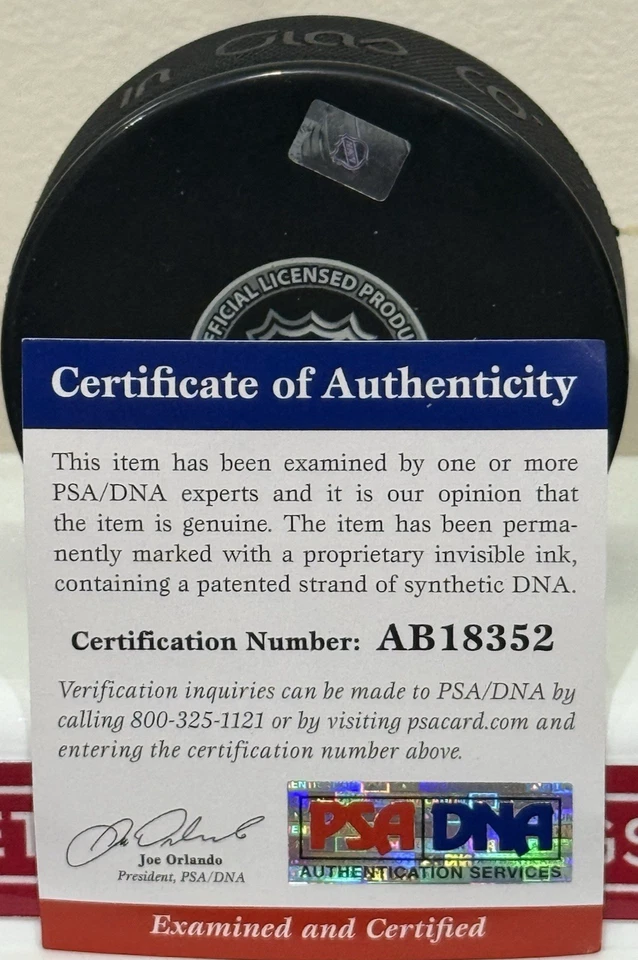 in Glas Co.
OFFICIAL LICENSED PRODU
Certificate of Authenticity
This item has been examined by one or more
PSA/DNA experts and it is our opinion that
the item is genuine. The item has been perma-
nently marked with a proprietary invisible ink,
containing a patented strand of synthetic DNA.
Certification Number: AB18352
Verification inquiries can be made to PSA/DNA by
calling 800-325-1121 or by visiting psacard.com and
entering the certification number above.
Joe Orlando
President, PSA/DNA
PSA DNA
AUTHENTICATION SERVICES
Examined and Certified